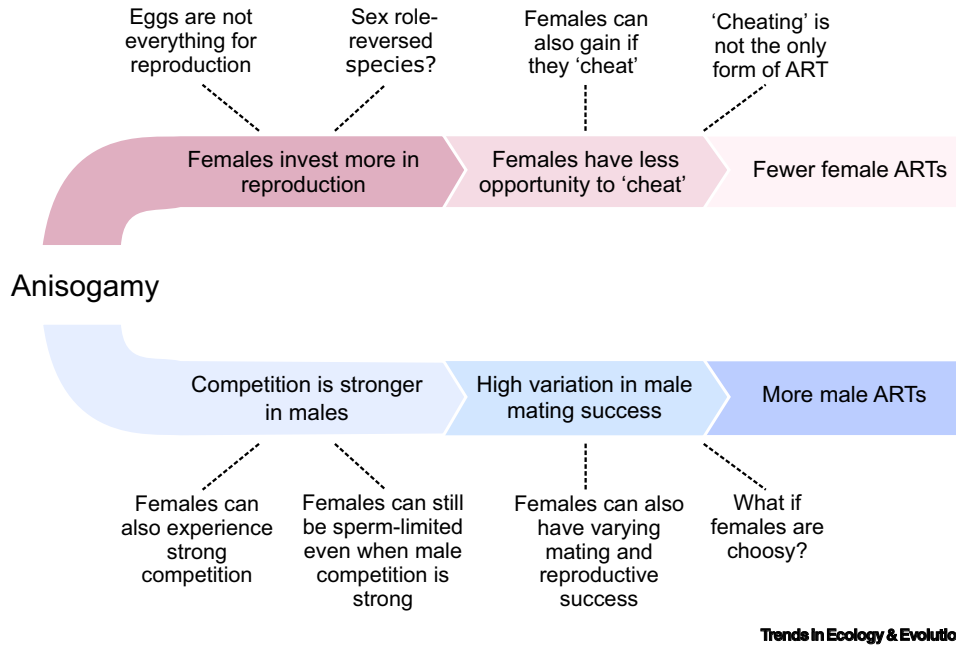 Eggs are not
everything for
reproduction
Sex role-
reversed
species?
Females can
also gain if
they ‘cheat’
‘Cheating’ is
not the only
form of ART
Females invest more in
reproduction
Females have less
opportunity to ‘cheat’
Fewer female ARTs
Anisogamy
Competition is stronger
in males
High variation in male
mating success
More male ARTs
Females can
also experience
strong
competition
Females can still
be sperm-limited
even when male
competition is
strong
Females can also
have varying
mating and
reproductive
success
What if
females are
choosy?
Trends in Ecology & Evolutio